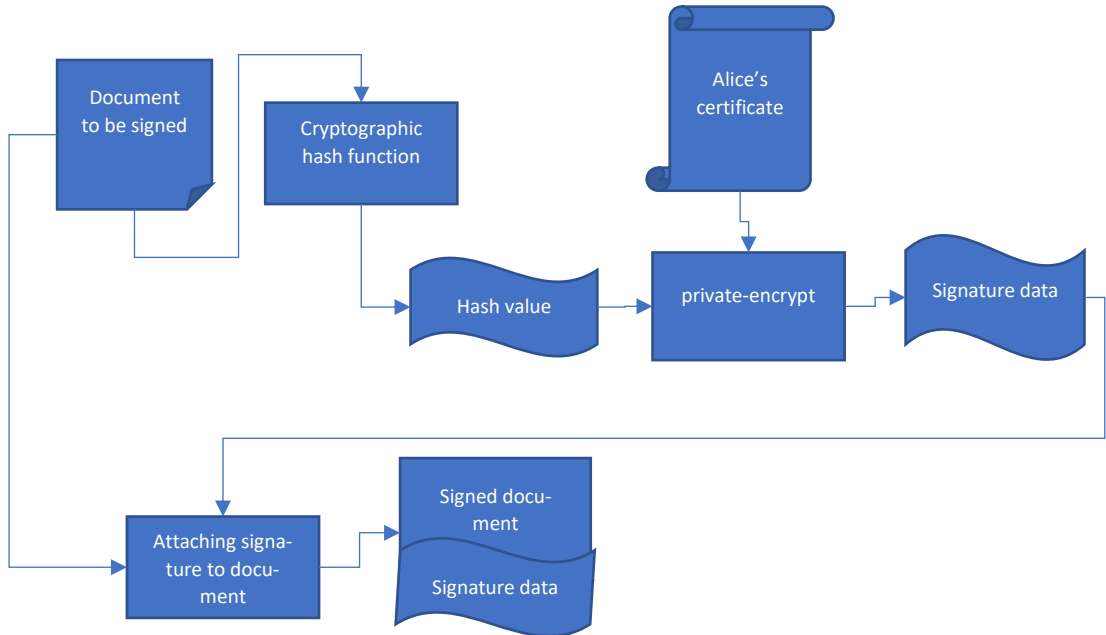 Document
to be signed
Cryptographic
hash function
Alice’s
certificate
Hash value
private-encrypt
Signature data
Attaching signa-
ture to docu-
ment
Signed docu-
ment
Signature data